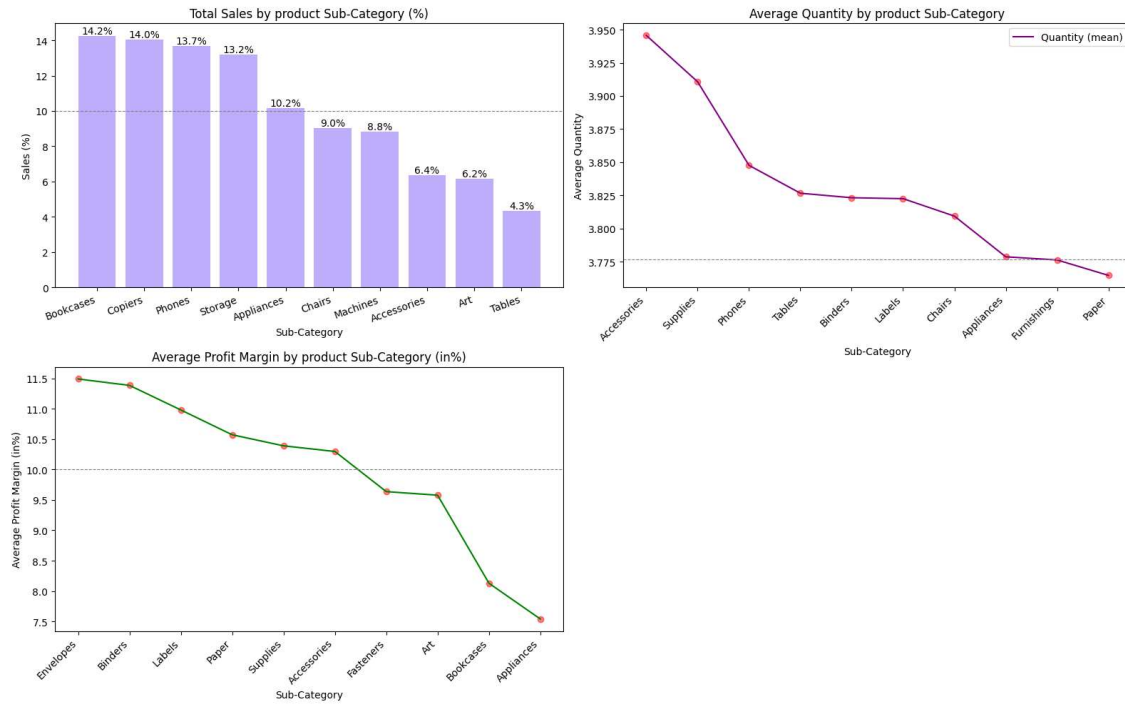 Total Sales by product Sub-Category (%)
14.2%
14.0%
13.7%
13.2%
10.2%
9.0%
8.8%
6.4%
6.2%
4.3%
14
12
10
8
6
4
2
0
Sales (%)
Bookcases
Copiers
Phones
Storage
Appliances
Chairs
Machines
Accessories
Art
Tables
Sub-Category
Average Quantity by product Sub-Category
Quantity (mean)
3.950
3.925
3.900
3.875
3.850
3.825
3.800
3.775
Average Quantity
Accessories
Supplies
Phones
Tables
Binders
Labels
Chairs
Appliances
Furnishings
Paper
Sub-Category
Average Profit Margin by product Sub-Category (in%)
11.5
11.0
10.5
10.0
9.5
9.0
8.5
8.0
7.5
Average Profit Margin (in%)
Envelopes
Binders
Labels
Paper
Supplies
Accessories
Fasteners
Art
Bookcases
Appliances
Sub-Category